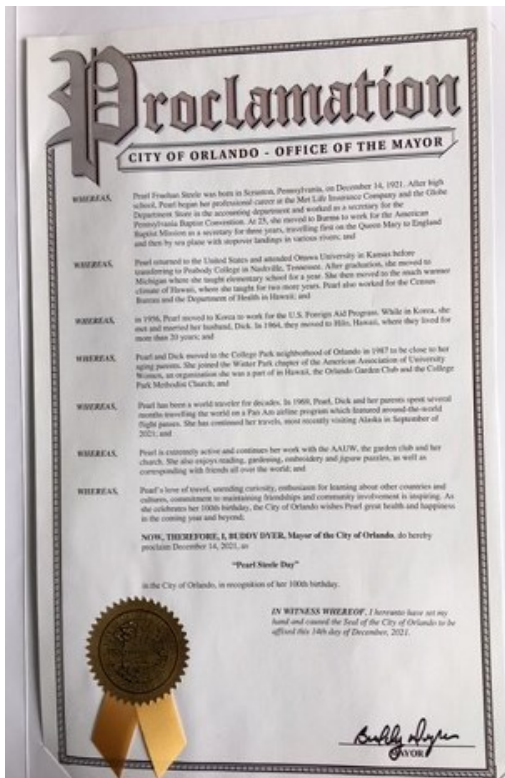 Proclamation
CITY OF ORLANDO - OFFICE OF THE MAYOR
WHEREAS, Pearl Frushan Steele was born in Scranton, Pennsylvania, on December 14, 1921. After high
school, Pearl began her professional career at the Met Life Insurance Company and the Globe
Department Store in the accounting department and worked as a secretary for the
Pennsylvania Baptist Convention. At 25, she moved to Burma to work for the American
Baptist Mission as a secretary for three years, travelling first on the Queen Mary to England
and then by sea plane with stopover landings in various rivers; and
WHEREAS, Pearl returned to the United States and attended Ottawa University in Kansas before
transferring to Peabody College in Nashville, Tennessee. After graduation, she moved to
Michigan where she taught elementary school for a year. She then moved to the much warmer
climate of Hawaii, where she taught for two more years. Pearl also worked for the Census
Bureau and the Department of Health in Hawaii; and
WHEREAS, in 1956, Pearl moved to Korea to work for the U.S. Foreign Aid Program. While in Korea, she
met and married her husband, Dick. In 1964, they moved to Hilo, Hawaii, where they lived for
more than 20 years; and
WHEREAS, Pearl and Dick moved to the College Park neighborhood of Orlando in 1987 to be close to her
aging parents. She joined the Winter Park chapter of the American Association of University
Women, an organization she was a part of in Hawaii, the Orlando Garden Club and the College
Park Methodist Church; and
WHEREAS, Pearl has been a world traveler for decades. In 1969, Pearl, Dick and her parents spent several
months travelling the world on a Pan Am airline program which featured around-the-world
flight passes. She has continued her travels, most recently visiting Alaska in September of
2021; and
WHEREAS, Pearl is extremely active and continues her work with the AAUW, the garden club and her
church. She also enjoys reading, gardening, embroidery and jigsaw puzzles, as well as
corresponding with friends all over the world; and
WHEREAS, Pearl's love of travel, unending curiosity, enthusiasm for learning about other countries and
cultures, commitment to maintaining friendships and community involvement is inspiring. As
she celebrates her 100th birthday, the City of Orlando wishes Pearl great health and happiness
in the coming year and beyond;
NOW, THEREFORE, I, BUDDY DYER, Mayor of the City of Orlando, do hereby
proclaim December 14, 2021, as
"Pearl Steele Day"
in the City of Orlando, in recognition of her 100th birthday.
IN WITNESS WHEREOF, I hereunto have set my
hand and caused the Seal of the City of Orlando to be
affixed this 14th day of December, 2021.
Buddy Dyer
MAYOR